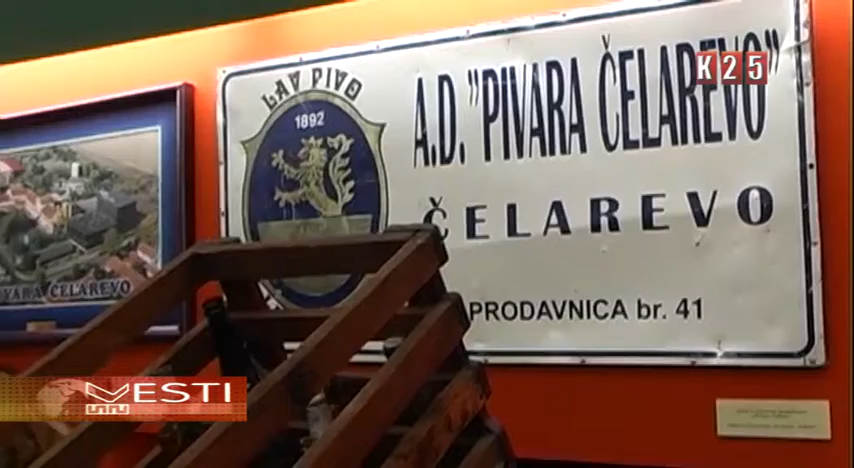 K25
LAV PIVO
1892
A.D. "PIVARA ČELAREVO"
ČELAREVO
PRODAVNICA br. 41
VARA ČELAREVO
VESTI